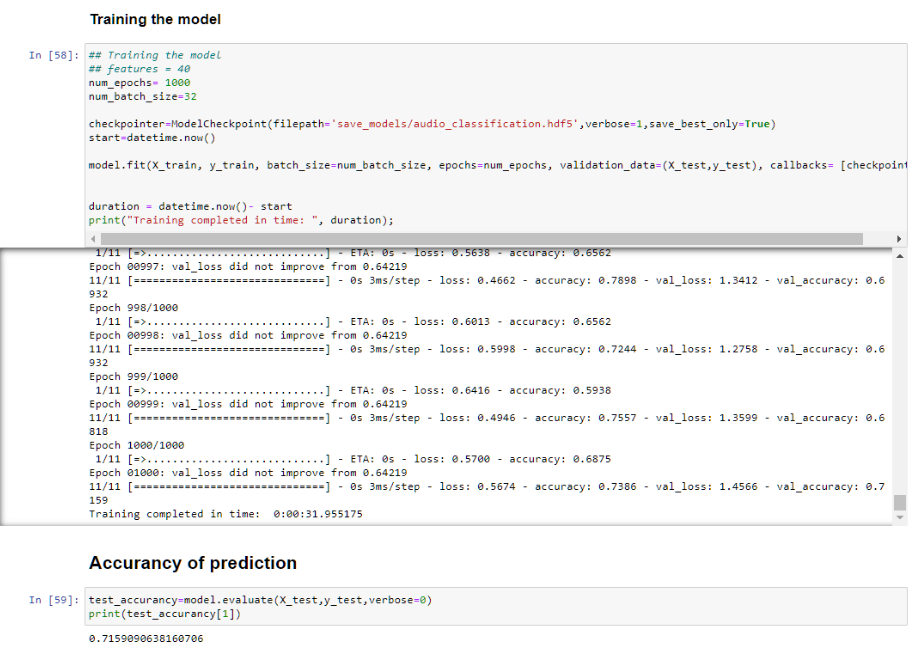 Training the model
In [58]: ## Training the model
## features = 40
num_epochs= 1000
num_batch_size=32
checkpointer=ModelCheckpoint(filepath='save_models/audio_classification.hdf5',verbose=1,save_best_only=True)
start=datetime.now()
model.fit(X_train, y_train, batch_size=num_batch_size, epochs=num_epochs, validation_data=(X_test,y_test), callbacks= [checkpoint
duration = datetime.now()- start
print("Training completed in time: ", duration);
1/11 [=>............................] - ETA: 0s - loss: 0.5638 - accuracy: 0.6562
Epoch 00997: val_loss did not improve from 0.64219
11/11 [==============================] - 0s 3ms/step - loss: 0.4662 - accuracy: 0.7898 - val_loss: 1.3412 - val_accuracy: 0.6
932
Epoch 998/1000
1/11 [=>............................] - ETA: 0s - loss: 0.6013 - accuracy: 0.6562
Epoch 00998: val_loss did not improve from 0.64219
11/11 [==============================] - 0s 3ms/step - loss: 0.5998 - accuracy: 0.7244 - val_loss: 1.2758 - val_accuracy: 0.6
932
Epoch 999/1000
1/11 [=>............................] - ETA: 0s - loss: 0.6416 - accuracy: 0.5938
Epoch 00999: val_loss did not improve from 0.64219
11/11 [==============================] - 0s 3ms/step - loss: 0.4946 - accuracy: 0.7557 - val_loss: 1.3599 - val_accuracy: 0.6
818
Epoch 1000/1000
1/11 [=>............................] - ETA: 0s - loss: 0.5700 - accuracy: 0.6875
Epoch 01000: val_loss did not improve from 0.64219
11/11 [==============================] - 0s 3ms/step - loss: 0.5674 - accuracy: 0.7386 - val_loss: 1.4566 - val_accuracy: 0.7
159
Training completed in time:  0:00:31.955175
Accurancy of prediction
In [59]: test_accurancy=model.evaluate(X_test,y_test,verbose=0)
print(test_accurancy[1])
0.7159090638160706